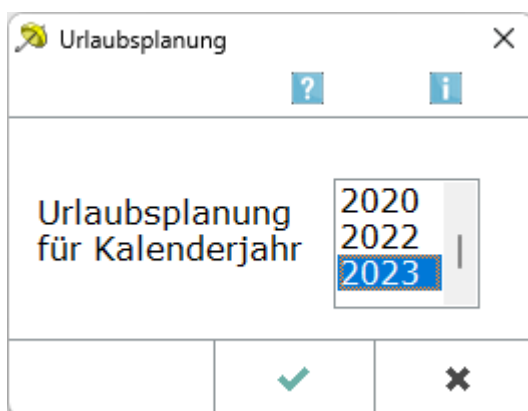 Urlaubsplanung
?
i
Urlaubsplanung
für Kalenderjahr
2020
2022
2023